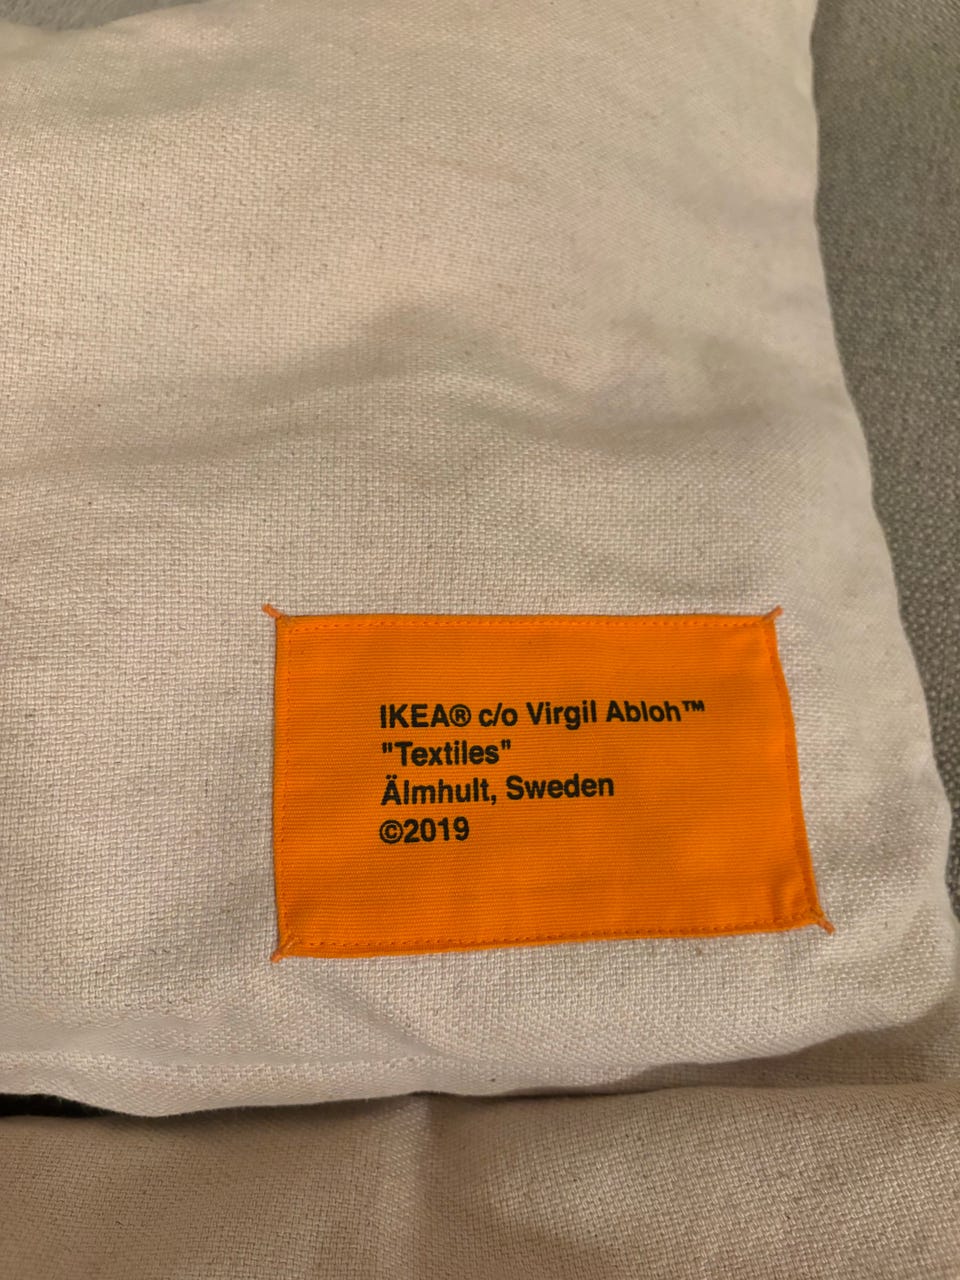 IKEA® c/o Virgil Abloh™
"Textiles"
Älmhult, Sweden
©2019